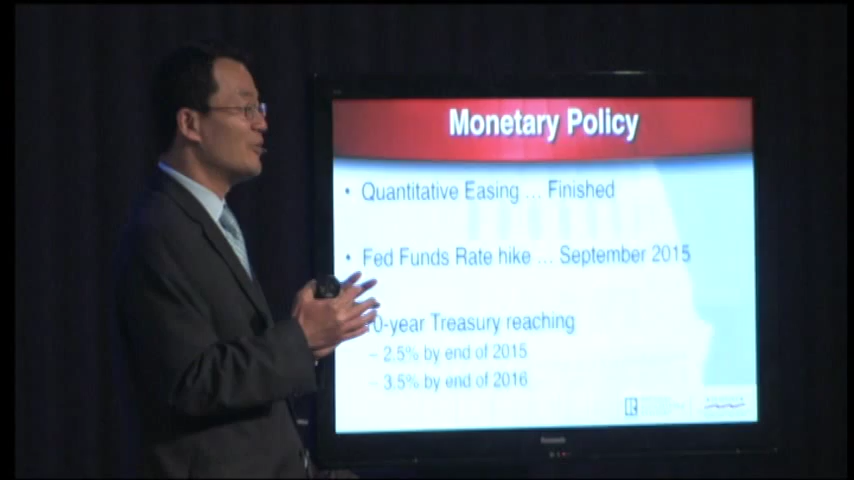 Monetary Policy
• Quantitative Easing ... Finished
• Fed Funds Rate hike ... September 2015
0-year Treasury reaching
– 2.5% by end of 2015
– 3.5% by end of 2016
R
Panasonic